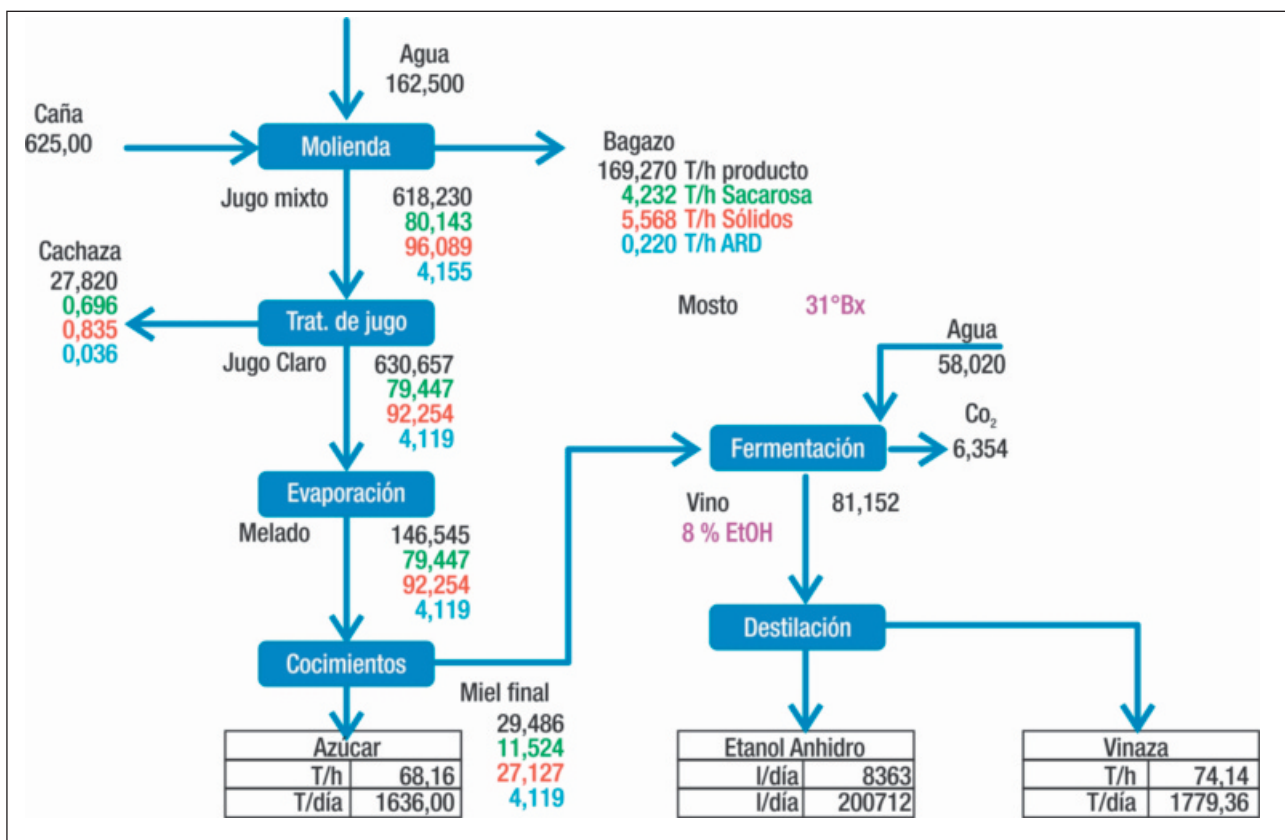 Agua
162,500
Caña
625,00
Molienda
Bagazo
169,270 T/h producto
4,232 T/h Sacarosa
5,568 T/h Sólidos
0,220 T/h ARD
Jugo mixto
618,230
80,143
96,089
4,155
Cachaza
27,820
0,696
0,835
0,036
Trat. de jugo
Jugo Claro
630,657
79,447
92,254
4,119
Evaporación
Melado
146,545
79,447
92,254
4,119
Cocimientos
Miel final
29,486
11,524
27,127
4,119
Azúcar
T/h 68,16
T/día 1636,00
Mosto 31°Bx
Agua
58,020
Fermentación
Co₂
6,354
Vino
8 % EtOH
81,152
Destilación
Etanol Anhidro
l/día 8363
l/día 200712
Vinaza
T/h 74,14
T/día 1779,36